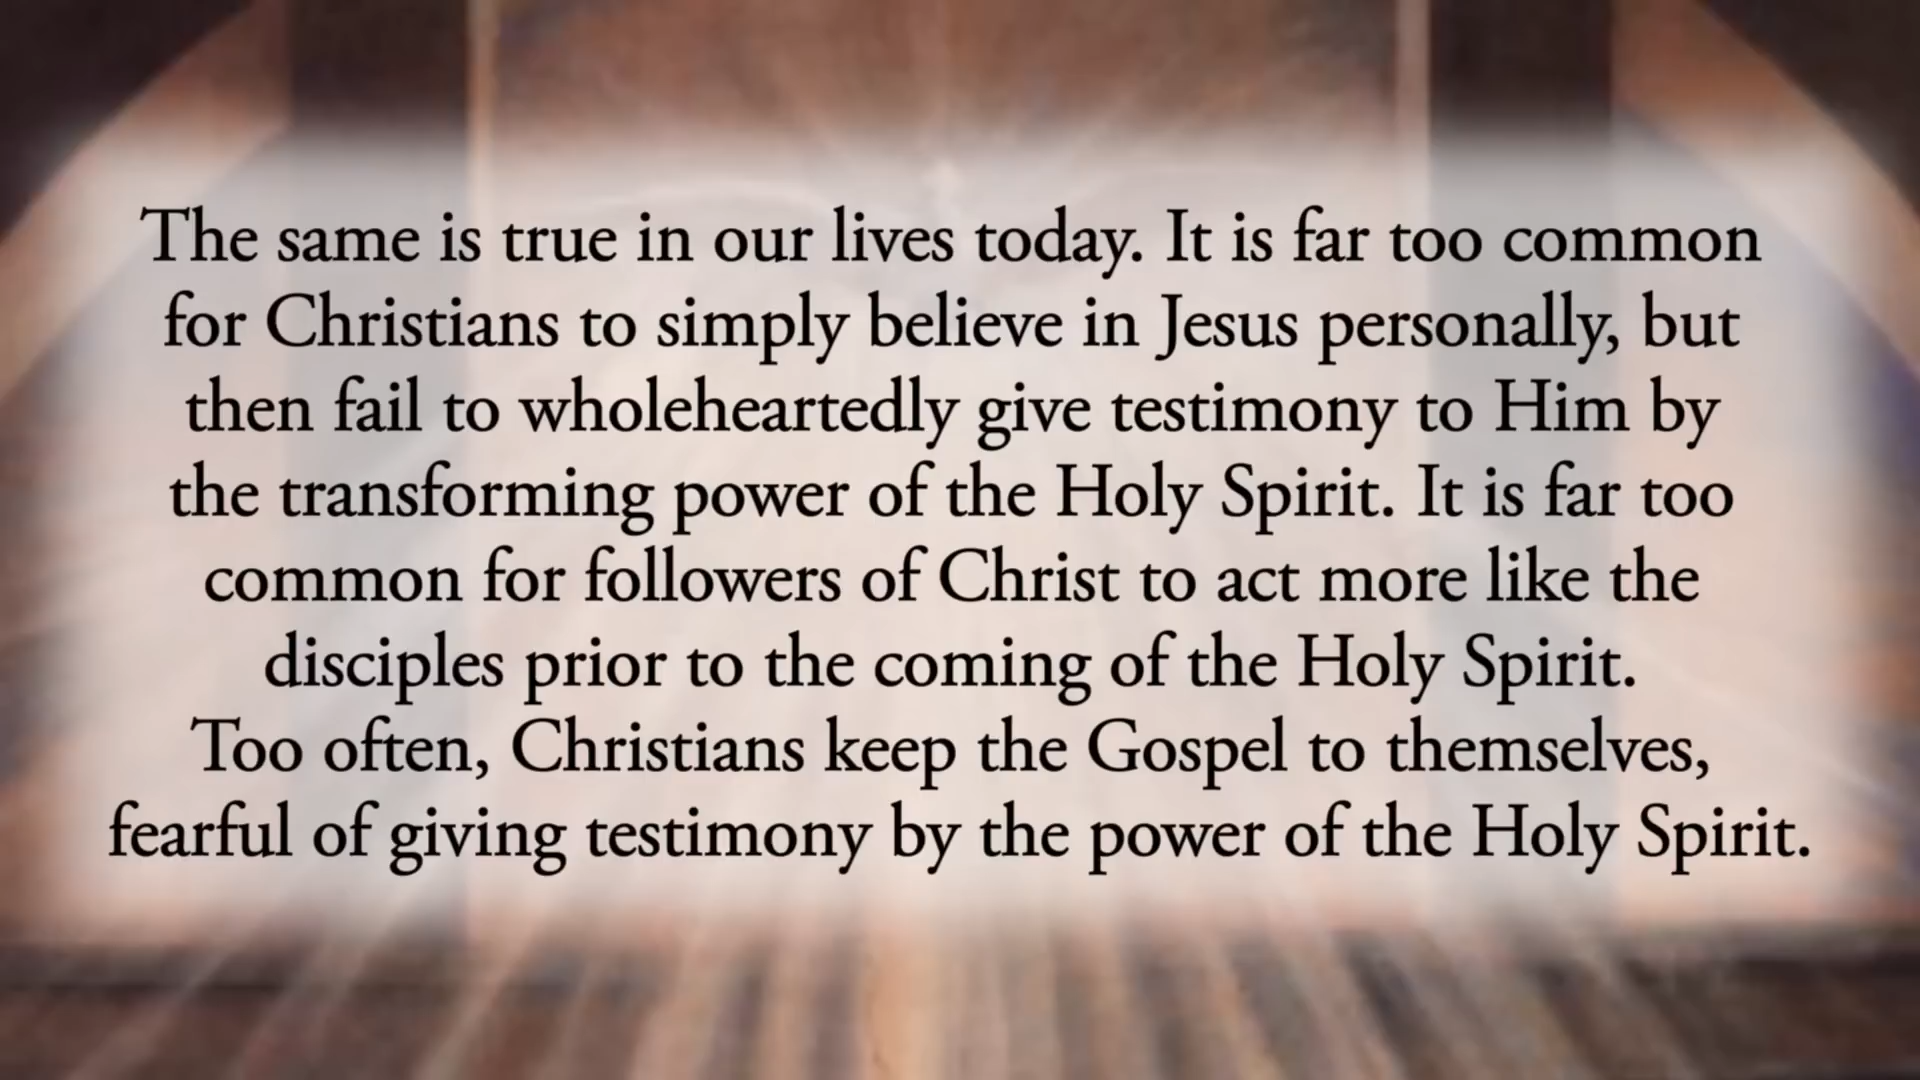 The same is true in our lives today. It is far too common
for Christians to simply believe in Jesus personally, but
then fail to wholeheartedly give testimony to Him by
the transforming power of the Holy Spirit. It is far too
common for followers of Christ to act more like the
disciples prior to the coming of the Holy Spirit.
Too often, Christians keep the Gospel to themselves,
fearful of giving testimony by the power of the Holy Spirit.